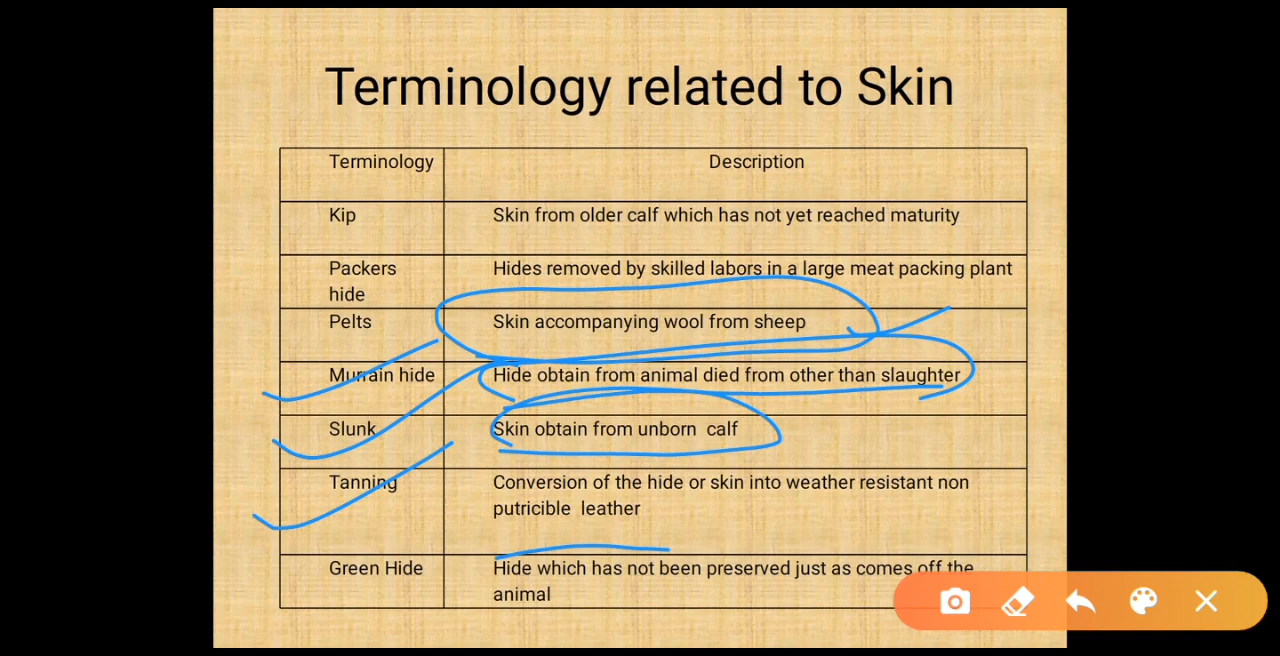 Terminology related to Skin
Terminology Description
Kip Skin from older calf which has not yet reached maturity
Packers Hides removed by skilled labors in a large meat packing plant
hide
Pelts Skin accompanying wool from sheep
Murrain hide Hide obtain from animal died from other than slaughter
Slunk Skin obtain from unborn calf
Tanning Conversion of the hide or skin into weather resistant non
putricible leather
Green Hide Hide which has not been preserved just as comes off the
animal